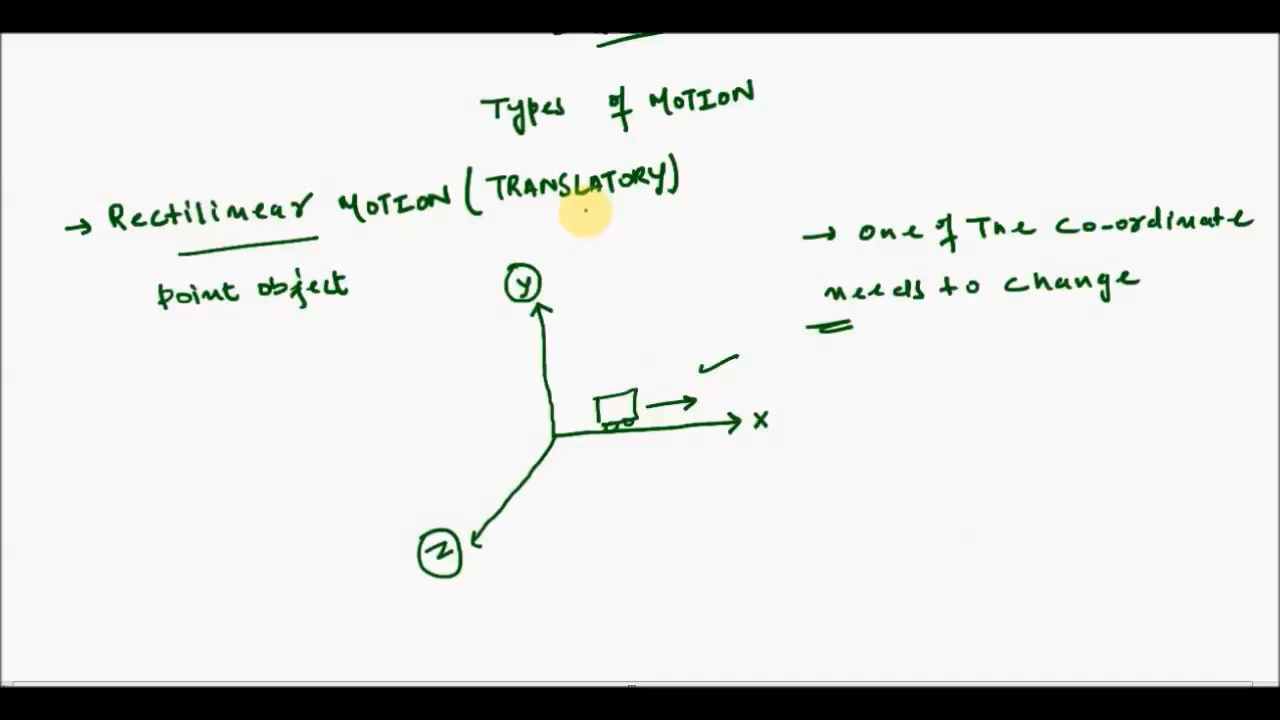 Types of MOTION
→ Rectilinear MOTION (TRANSLATORY)
point object
→ One of The co-ordinate
needs to change
y
x
z